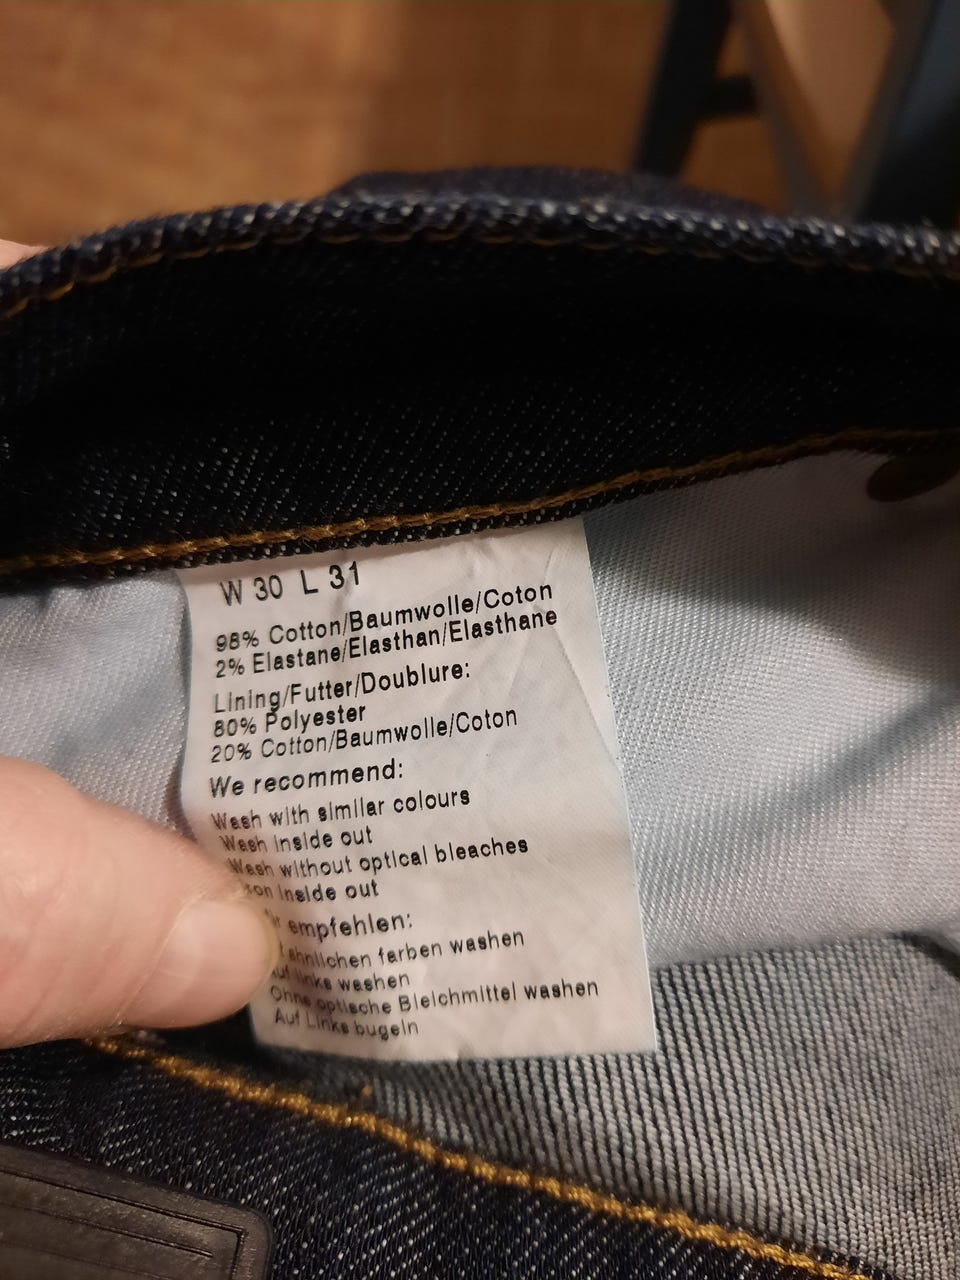 W 30 L 31
98% Cotton/Baumwolle/Coton
2% Elastane/Elasthan/Elasthane
Lining/Futter/Doublure:
80% Polyester
20% Cotton/Baumwolle/Coton
We recommend:
Wash with similar colours
Wash inside out
Wash without optical bleaches
inside out
empfehlen:
ahnlichen farben washen
links washen
Ohne optische Bleichmittel washen
Auf Links bugeln